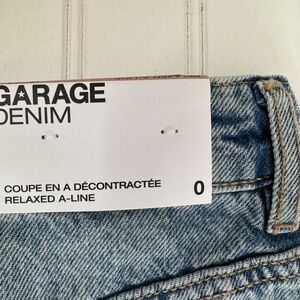 GARAGE
DENIM
COUPE EN A DÉCONTRACTÉE
RELAXED A-LINE
0